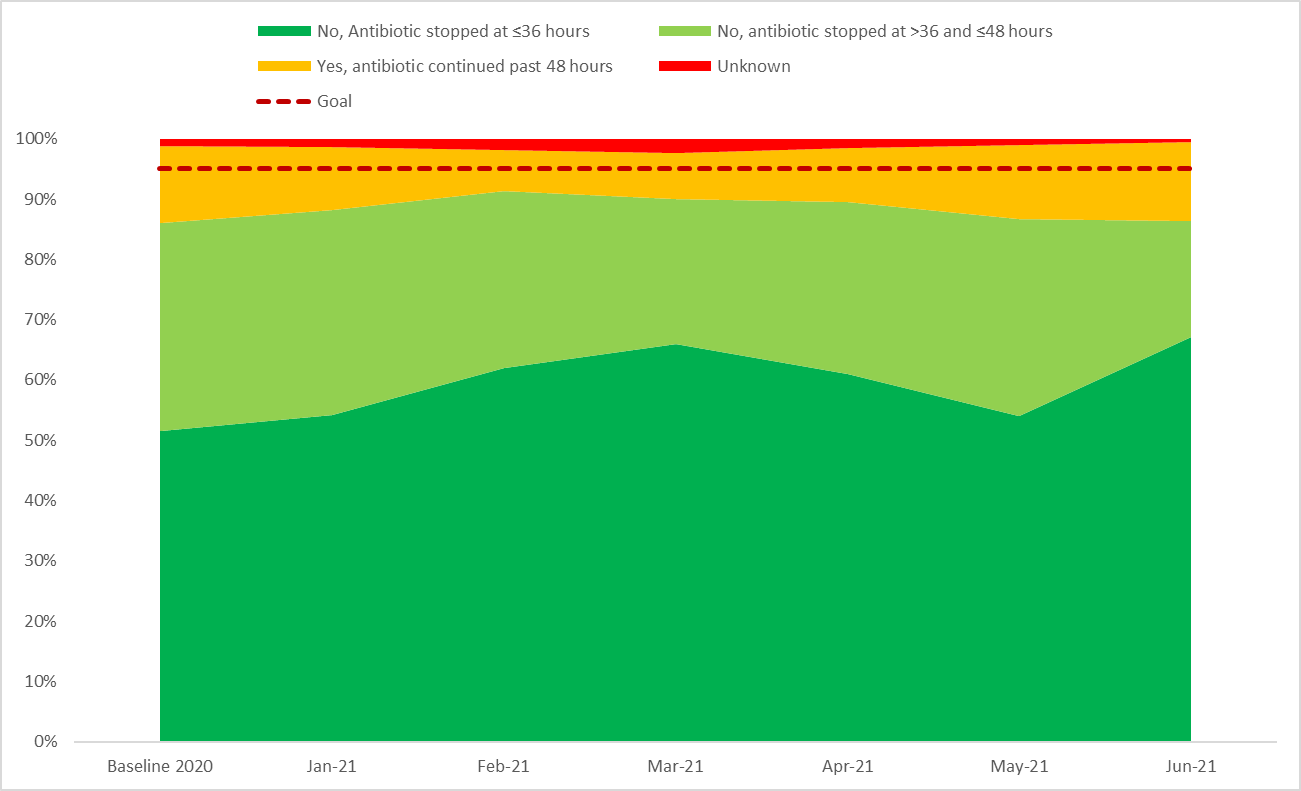 No, Antibiotic stopped at ≤36 hours
No, antibiotic stopped at >36 and ≤48 hours
Yes, antibiotic continued past 48 hours
Unknown
Goal
100%
90%
80%
70%
60%
50%
40%
30%
20%
10%
0%
Baseline 2020
Jan-21
Feb-21
Mar-21
Apr-21
May-21
Jun-21